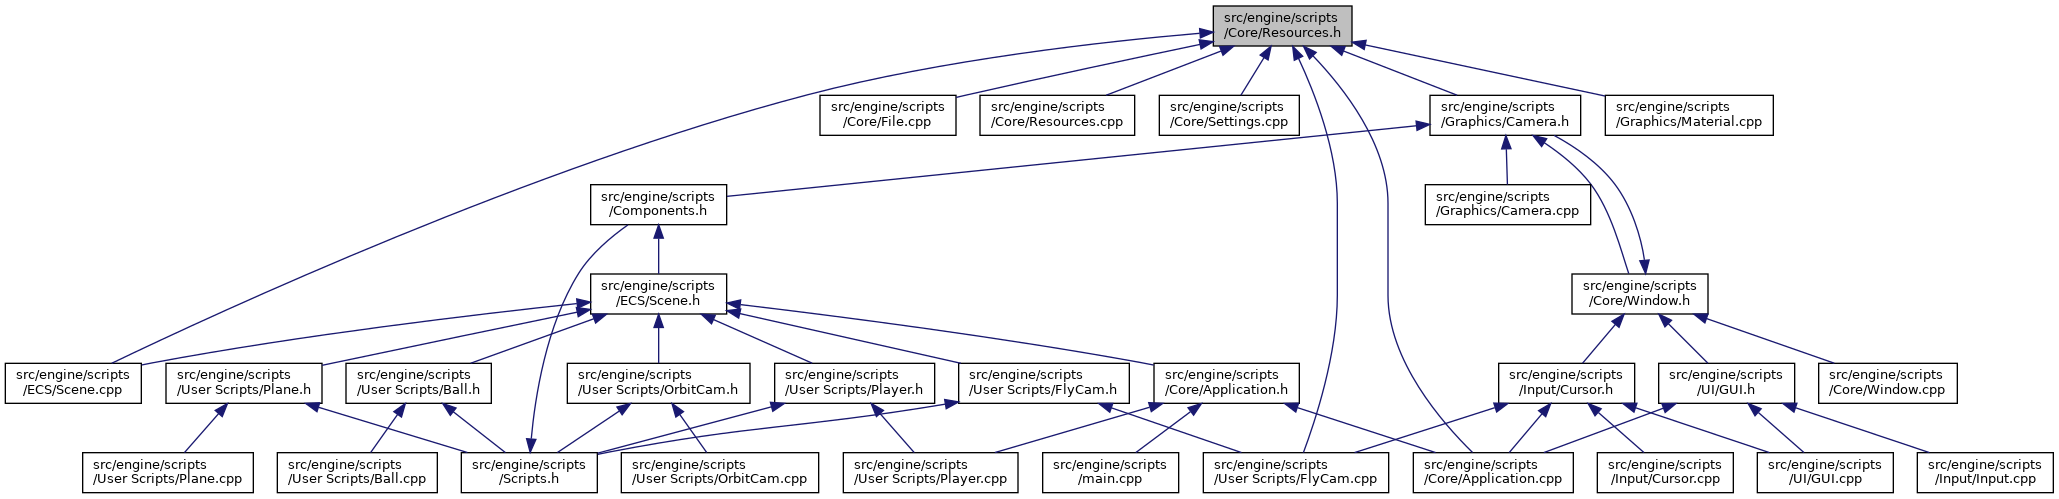 src/engine/scripts
/Core/Resources.h
src/engine/scripts
/Core/File.cpp
src/engine/scripts
/Core/Resources.cpp
src/engine/scripts
/Core/Settings.cpp
src/engine/scripts
/Graphics/Camera.h
src/engine/scripts
/Graphics/Material.cpp
src/engine/scripts
/Components.h
src/engine/scripts
/Graphics/Camera.cpp
src/engine/scripts
/ECS/Scene.h
src/engine/scripts
/Core/Window.h
src/engine/scripts
/ECS/Scene.cpp
src/engine/scripts
/User Scripts/Plane.h
src/engine/scripts
/User Scripts/Ball.h
src/engine/scripts
/User Scripts/OrbitCam.h
src/engine/scripts
/User Scripts/Player.h
src/engine/scripts
/User Scripts/FlyCam.h
src/engine/scripts
/Core/Application.h
src/engine/scripts
/Input/Cursor.h
src/engine/scripts
/UI/GUI.h
src/engine/scripts
/Core/Window.cpp
src/engine/scripts
/User Scripts/Plane.cpp
src/engine/scripts
/User Scripts/Ball.cpp
src/engine/scripts
/Scripts.h
src/engine/scripts
/User Scripts/OrbitCam.cpp
src/engine/scripts
/User Scripts/Player.cpp
src/engine/scripts
/main.cpp
src/engine/scripts
/User Scripts/FlyCam.cpp
src/engine/scripts
/Core/Application.cpp
src/engine/scripts
/Input/Cursor.cpp
src/engine/scripts
/UI/GUI.cpp
src/engine/scripts
/Input/Input.cpp